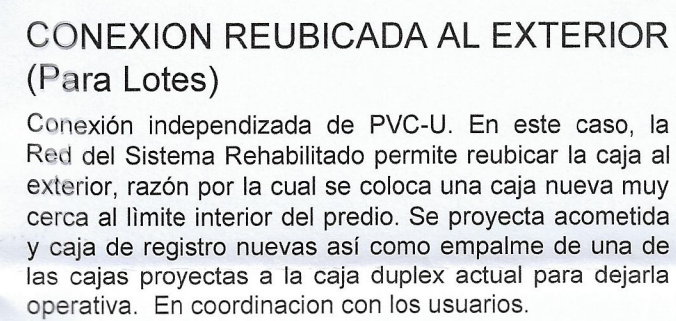 CONEXION REUBICADA AL EXTERIOR
(Para Lotes)
Conexión independizada de PVC-U. En este caso, la
Red del Sistema Rehabilitado permite reubicar la caja al
exterior, razón por la cual se coloca una caja nueva muy
cerca al lìmite interior del predio. Se proyecta acometida
y caja de registro nuevas así como empalme de una de
las cajas proyectas a la caja duplex actual para dejarla
operativa.  En coordinacion con los usuarios.